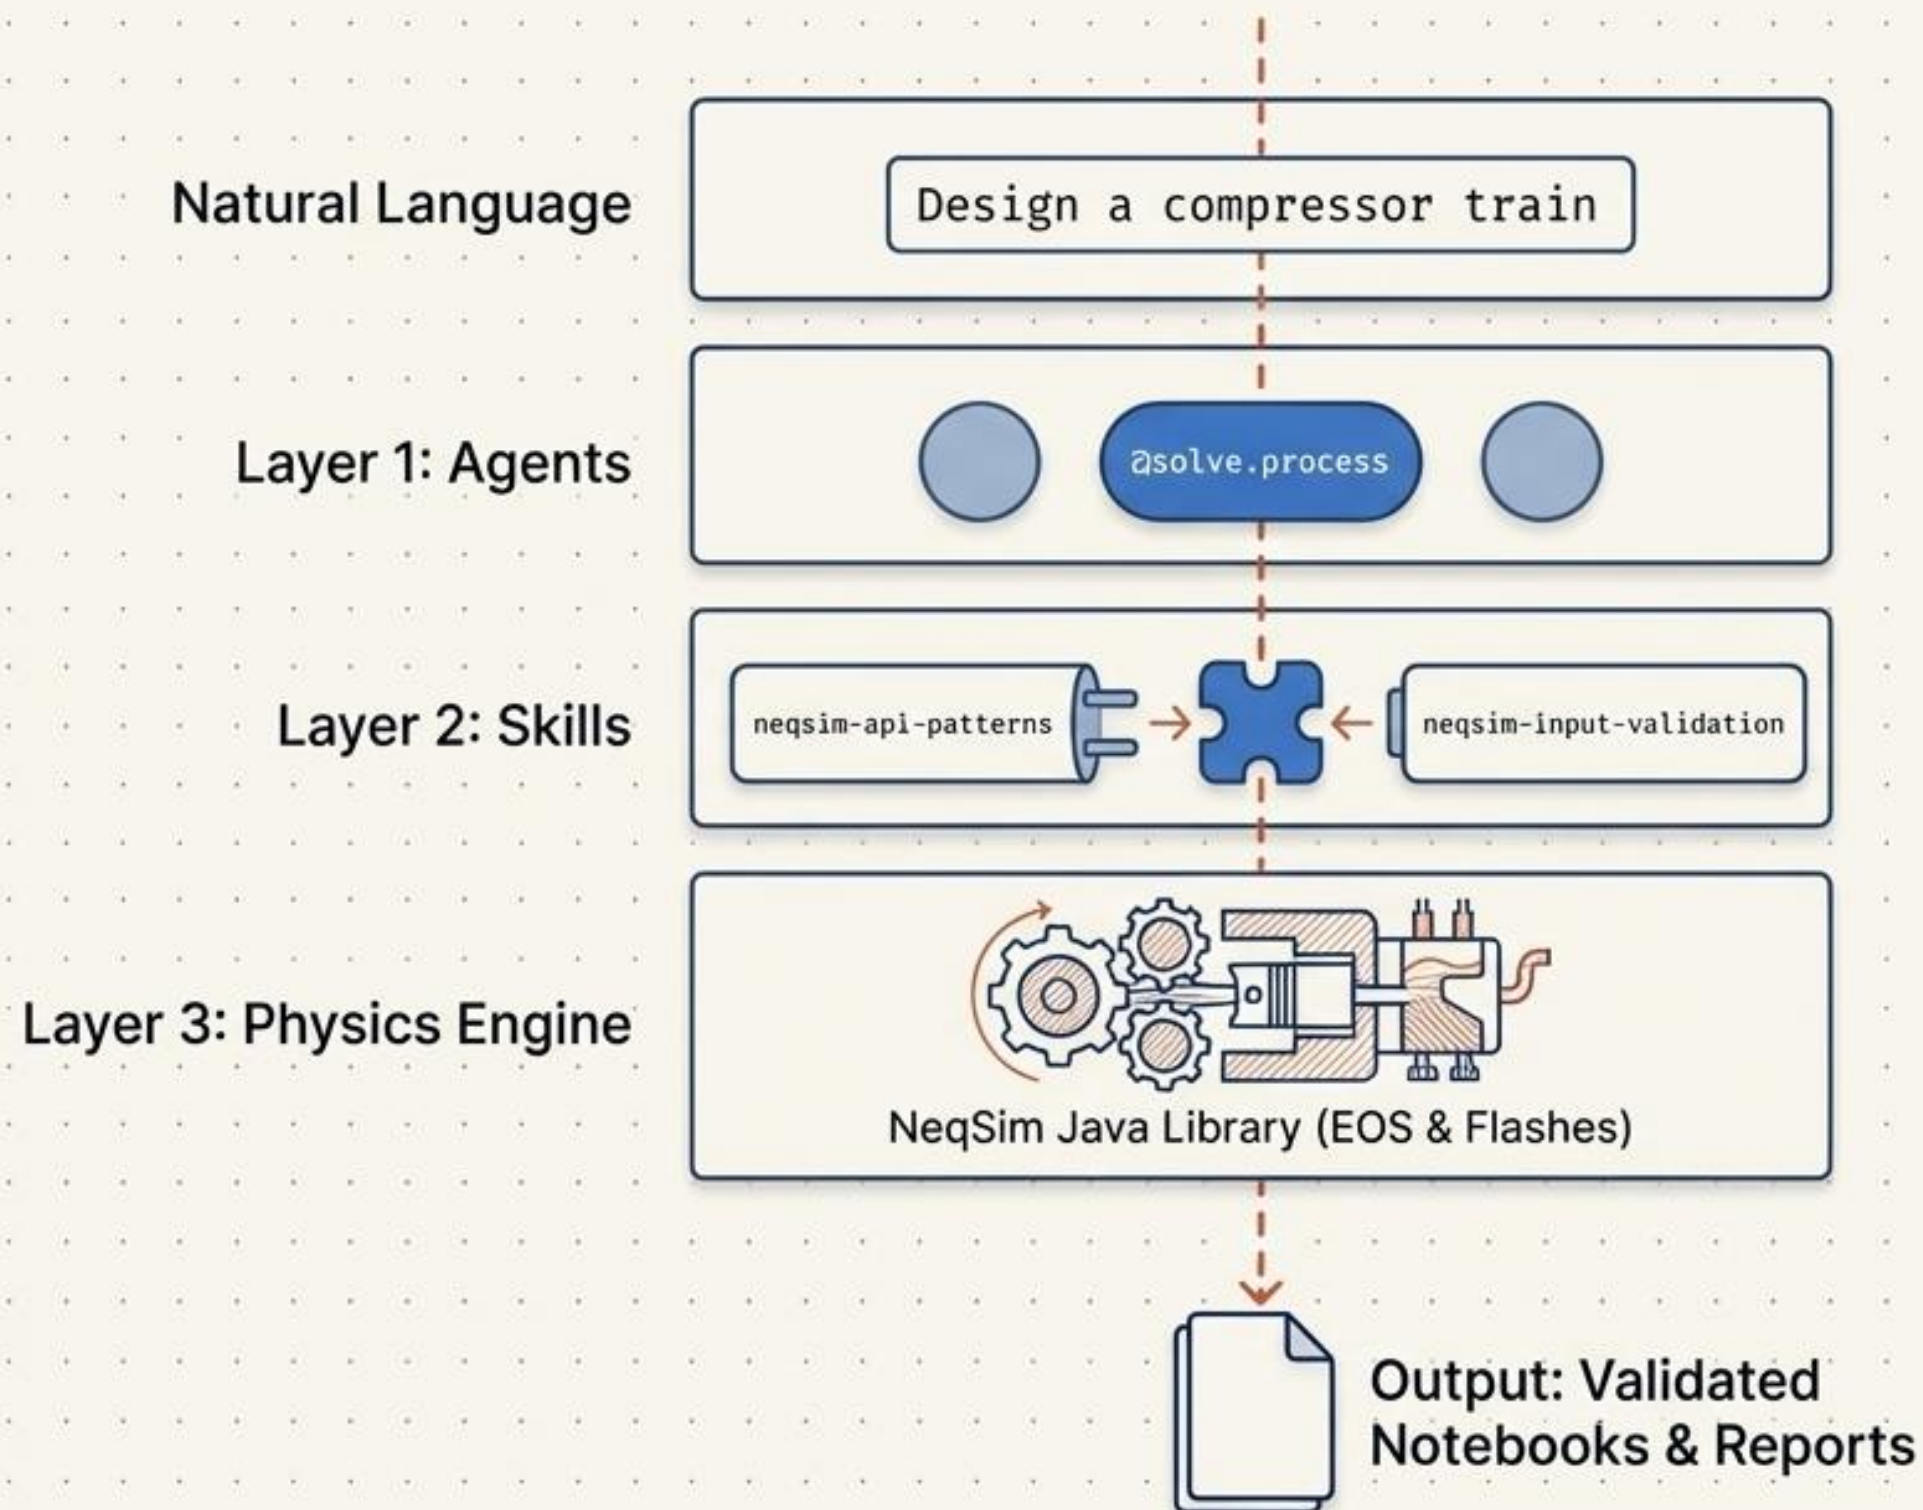 Natural Language
Design a compressor train
Layer 1: Agents
@solve.process
Layer 2: Skills
neqsim-api-patterns
neqsim-input-validation
Layer 3: Physics Engine
NeqSim Java Library (EOS & Flashes)
Output: Validated
Notebooks & Reports